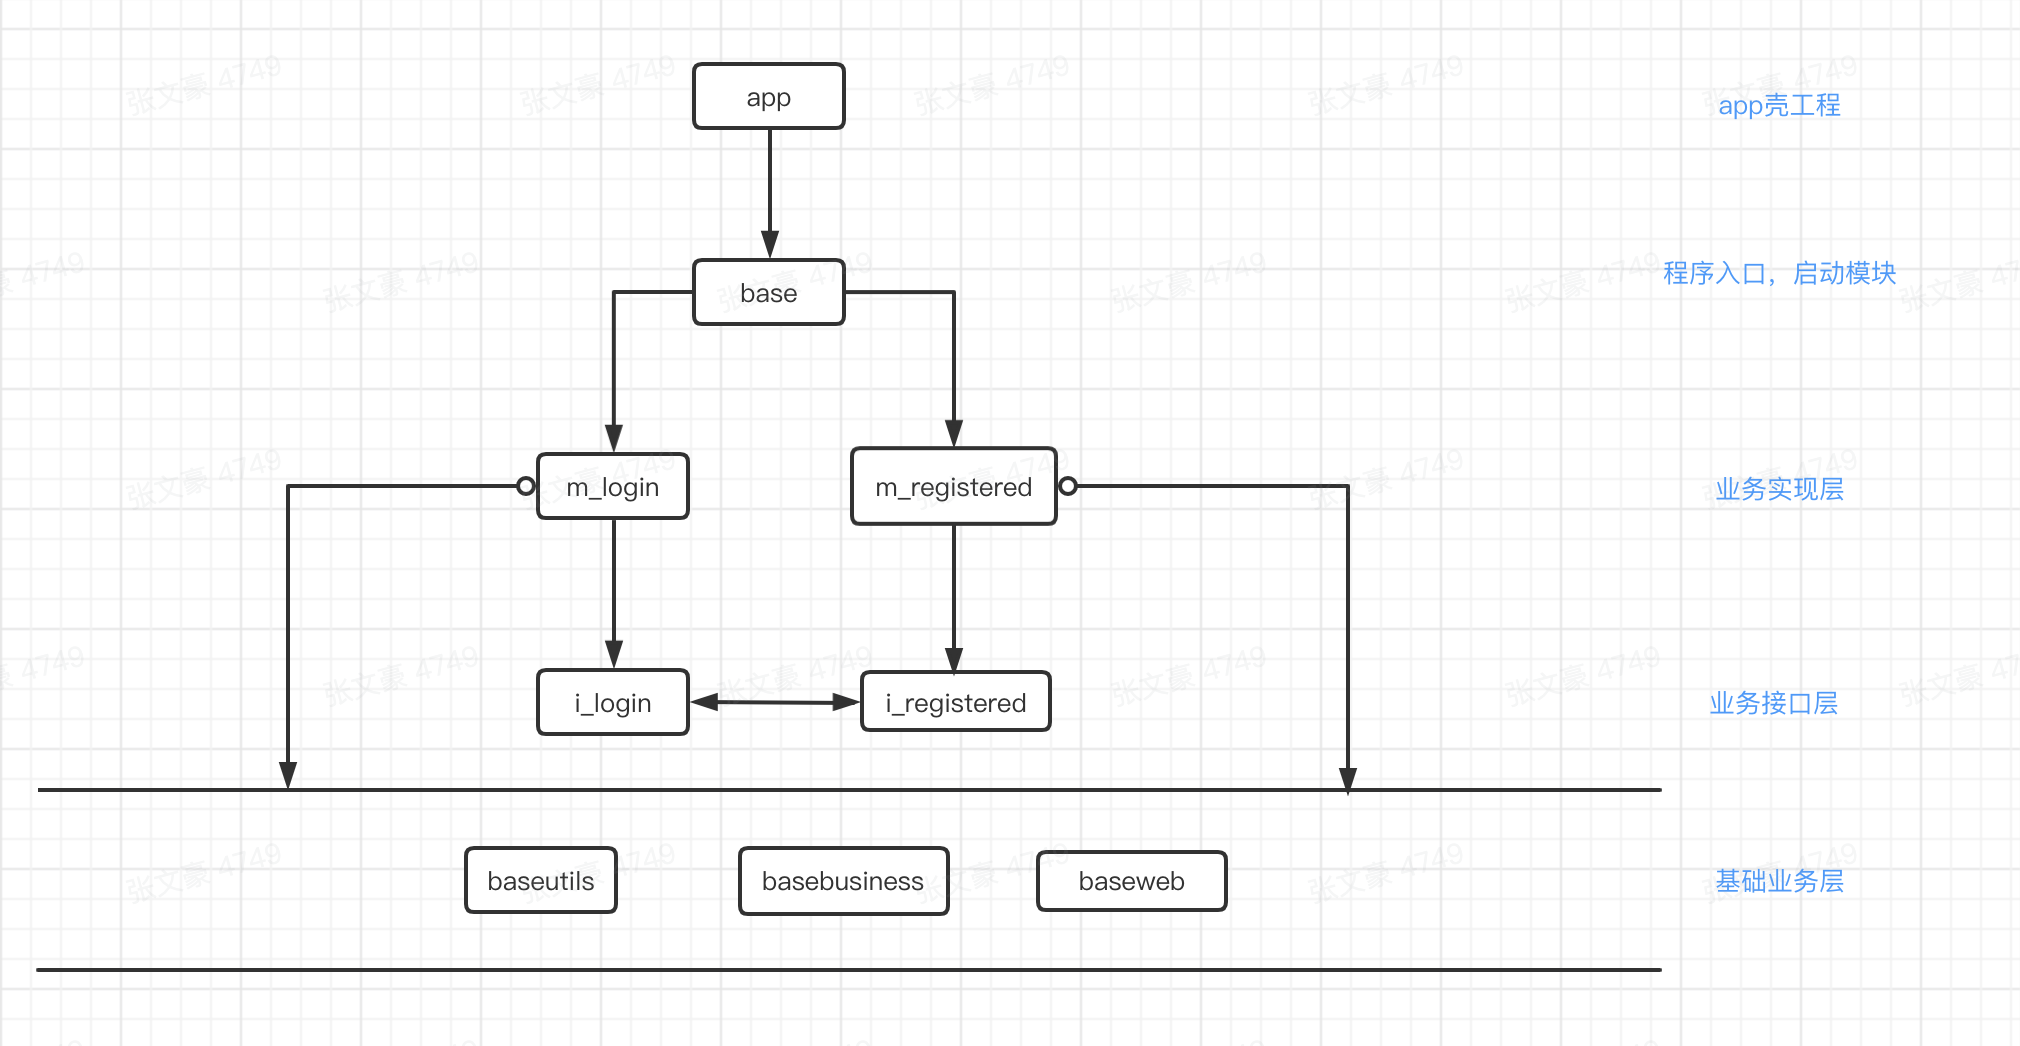 app
app壳工程
base
程序入口，启动模块
m_login
m_registered
业务实现层
i_login
i_registered
业务接口层
baseutils
basebusiness
baseweb
基础业务层
张文豪 4749